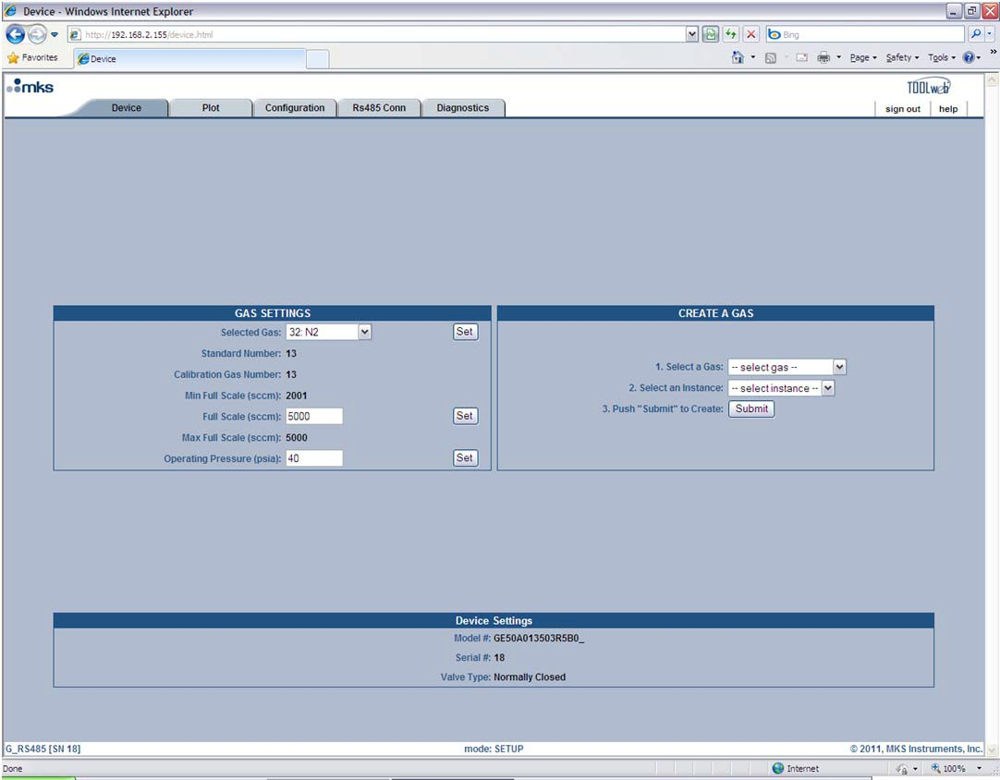 Device - Windows Internet Explorer
http://192.168.2.155/device.html
Bing
Favorites
Device
Page
Safety
Tools
mks
TOOLweb
Device Plot Configuration Rs485 Conn Diagnostics
sign out help
GAS SETTINGS
Selected Gas: 32: N2 Set
Standard Number: 13
Calibration Gas Number: 13
Min Full Scale (sccm): 2001
Full Scale (sccm): 5000 Set
Max Full Scale (sccm): 5000
Operating Pressure (psia): 40 Set
CREATE A GAS
1. Select a Gas: -- select gas --
2. Select an Instance: -- select instance --
3. Push "Submit" to Create: Submit
Device Settings
Model #: GE50A013503R5B0_
Serial #: 18
Valve Type: Normally Closed
G_RS485 [SN 18]
mode: SETUP
© 2011, MKS Instruments, Inc.
Done
Internet
100%